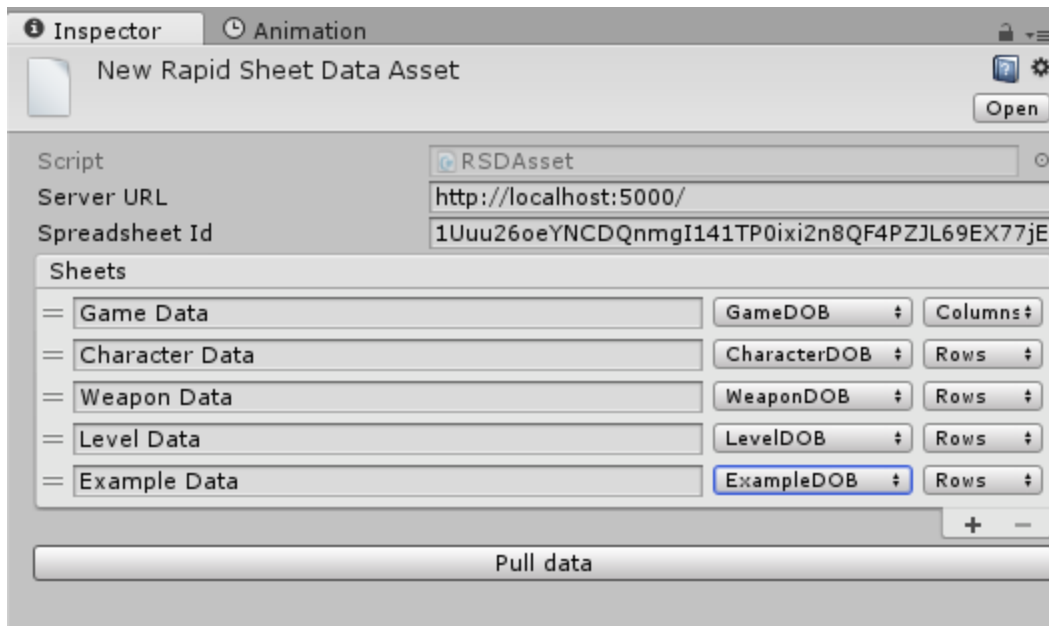 Inspector Animation
New Rapid Sheet Data Asset
Open
Script RSDAsset
Server URL http://localhost:5000/
Spreadsheet Id 1Uuu26oeYNCDQnmgI141TP0ixi2n8QF4PZJL69EX77jE
Sheets
Game Data GameDOB Columns
Character Data CharacterDOB Rows
Weapon Data WeaponDOB Rows
Level Data LevelDOB Rows
Example Data ExampleDOB Rows
+ −
Pull data